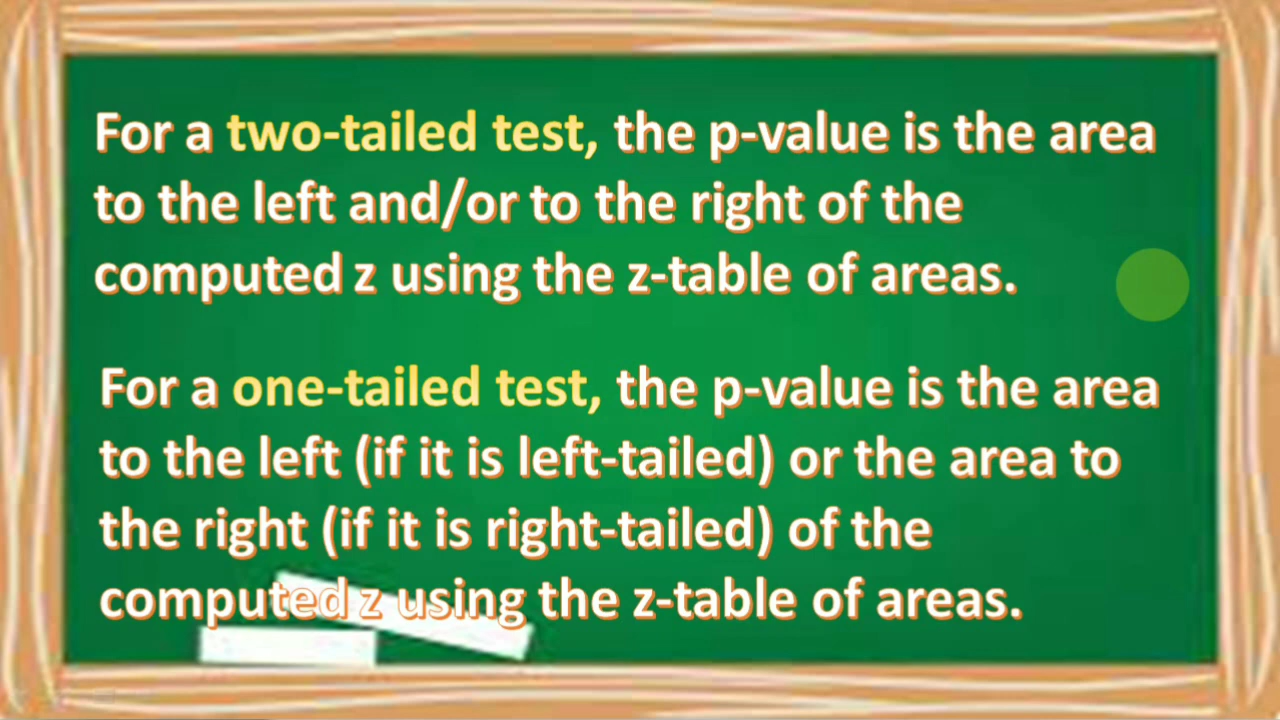 For a two-tailed test, the p-value is the area
to the left and/or to the right of the
computed z using the z-table of areas.
For a one-tailed test, the p-value is the area
to the left (if it is left-tailed) or the area to
the right (if it is right-tailed) of the
computed z using the z-table of areas.